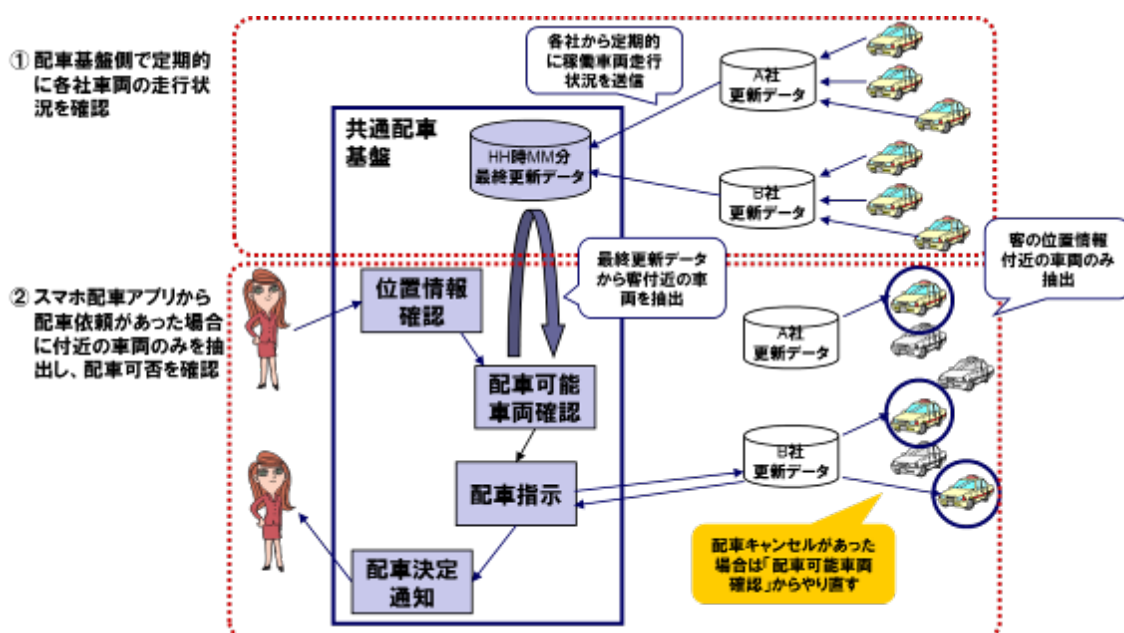 ① 配車基盤側で定期的
に各社車両の走行状
況を確認
各社から定期的
に稼働車両走行
状況を送信
A社
更新データ
共通配車
基盤
HH時MM分
最終更新データ
B社
更新データ
客の位置情報
付近の車両のみ
抽出
最終更新データ
から客付近の車
両を抽出
② スマホ配車アプリから
配車依頼があった場合
に付近の車両のみを抽
出し、配車可否を確認
位置情報
確認
A社
更新データ
配車可能
車両確認
B社
更新データ
配車指示
配車キャンセルがあった
場合は「配車可能車両
確認」からやり直す
配車決定
通知